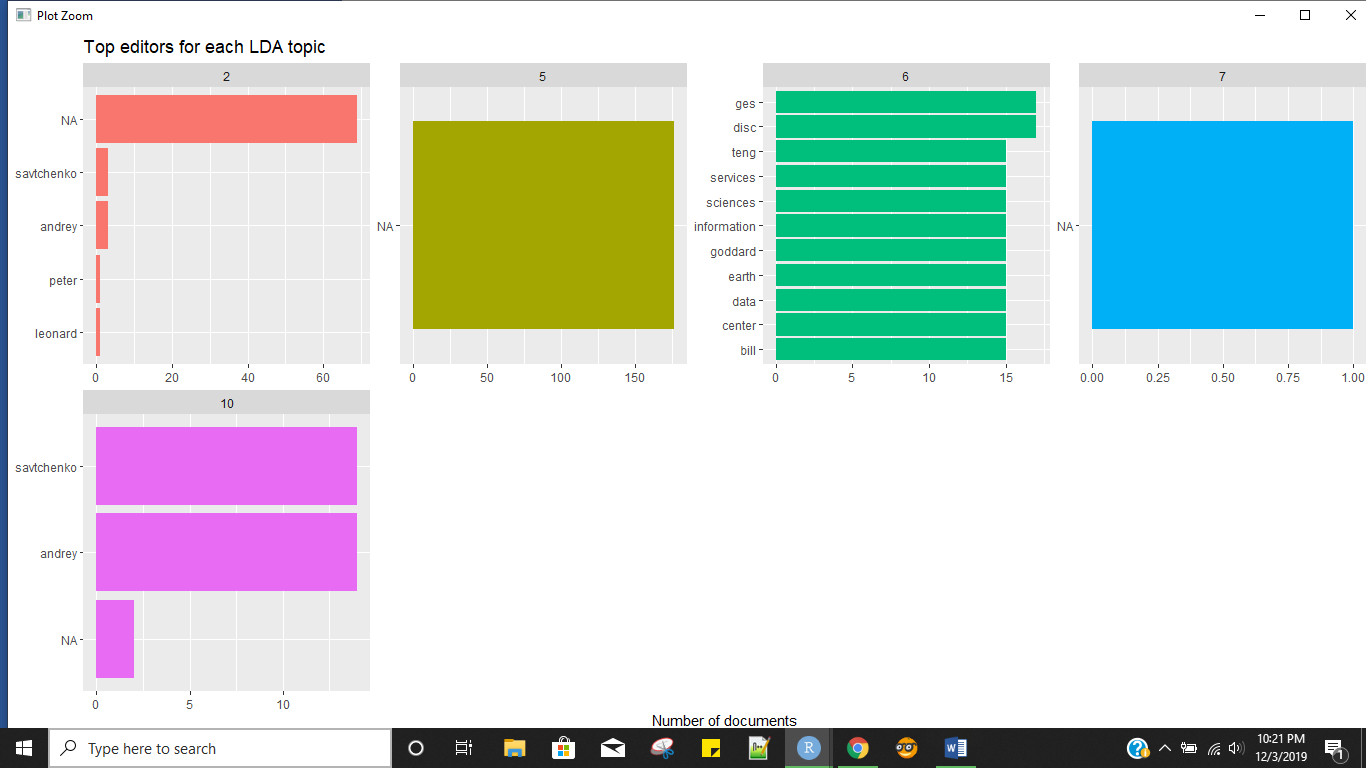 Plot Zoom
Top editors for each LDA topic
2
NA
savtchenko
andrey
peter
leonard
0 20 40 60
5
NA
0 50 100 150
6
ges
disc
teng
services
sciences
information
goddard
earth
data
center
bill
0 5 10 15
7
NA
0.00 0.25 0.50 0.75 1.00
10
savtchenko
andrey
NA
0 5 10
Number of documents
Type here to search
R
W
?
10:21 PM
12/3/2019
1